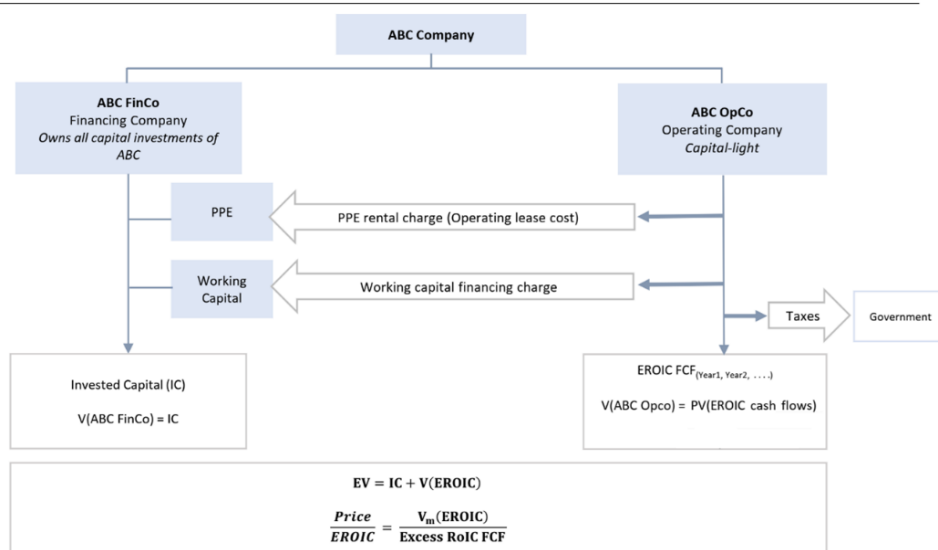 ABC Company
ABC FinCo
Financing Company
Owns all capital investments of
ABC
ABC OpCo
Operating Company
Capital-light
PPE
PPE rental charge (Operating lease cost)
Working
Capital
Working capital financing charge
Taxes
Government
Invested Capital (IC)
V(ABC FinCo) = IC
EROIC FCF(Year1, Year2, . . . .)
V(ABC Opco) = PV(EROIC cash flows)
EV = IC + V(EROIC)
Price/EROIC = Vm(EROIC)/Excess RoIC FCF